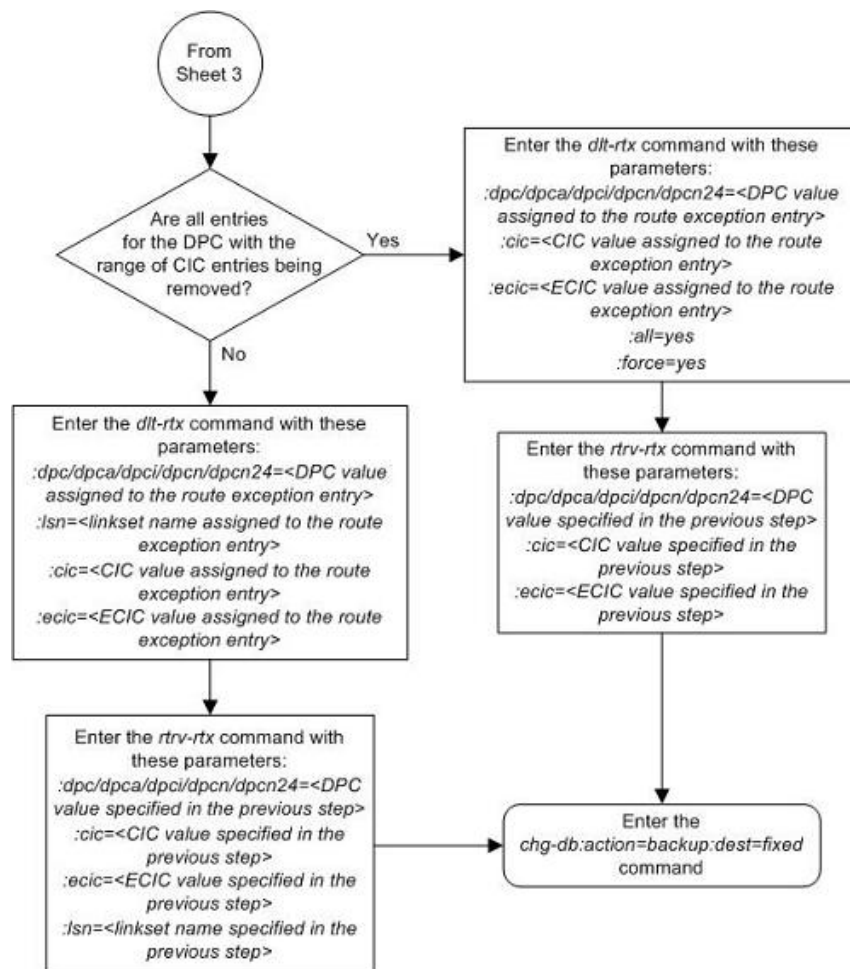 From
Sheet 3
Are all entries
for the DPC with the
range of CIC entries being
removed?
Yes
No
Enter the dlt-rtx command with these
parameters:
:dpc/dpca/dpci/dpcn/dpcn24=<DPC value
assigned to the route exception entry>
:cic=<CIC value assigned to the route
exception entry>
:ecic=<ECIC value assigned to the route
exception entry>
:all=yes
:force=yes
Enter the dlt-rtx command with these
parameters:
:dpc/dpca/dpci/dpcn/dpcn24=<DPC value
assigned to the route exception entry>
:lsn=<linkset name assigned to the route
exception entry>
:cic=<CIC value assigned to the route
exception entry>
:ecic=<ECIC value assigned to the route
exception entry>
Enter the rtrv-rtx command with
these parameters:
:dpc/dpca/dpci/dpcn/dpcn24=<DPC
value specified in the previous step>
:cic=<CIC value specified in the
previous step>
:ecic=<ECIC value specified in the
previous step>
Enter the rtrv-rtx command with
these parameters:
:dpc/dpca/dpci/dpcn/dpcn24=<DPC
value specified in the previous step>
:cic=<CIC value specified in the
previous step>
:ecic=<ECIC value specified in the
previous step>
:lsn=<linkset name specified in the
previous step>
Enter the
chg-db:action=backup:dest=fixed
command